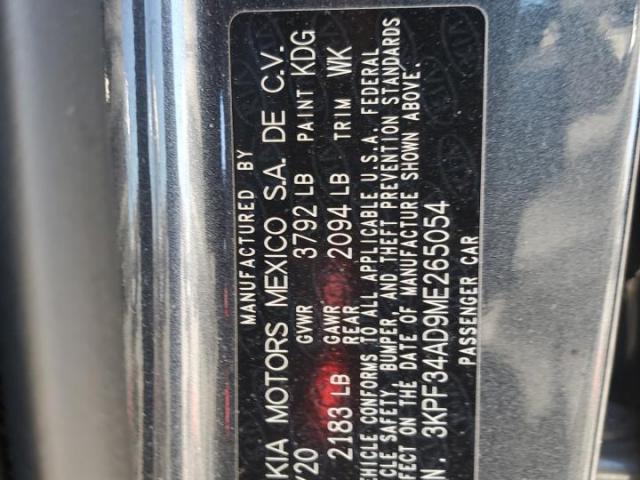 MANUFACTURED BY
KIA MOTORS MEXICO S.A. DE C.V.
/20 GVWR 3792 LB PAINT KDG
2183 LB GAWR REAR 2094 LB TRIM WK
VEHICLE CONFORMS TO ALL APPLICABLE U.S.A. FEDERAL
CLE SAFETY, BUMPER, AND THEFT PREVENTION STANDARDS
FECT ON THE DATE OF MANUFACTURE SHOWN ABOVE.
N. 3KPF34AD9ME265054
PASSENGER CAR